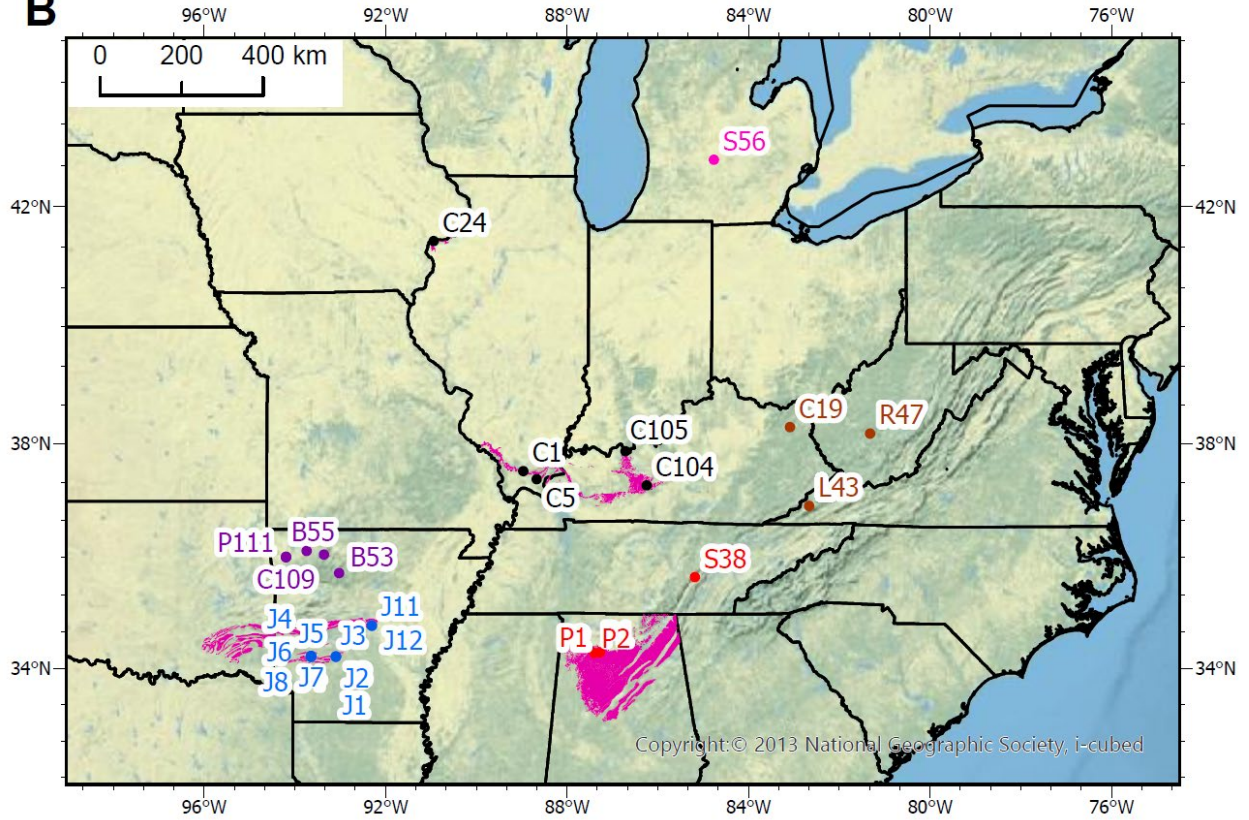 B
96°W 92°W 88°W 84°W 80°W 76°W
0 200 400 km
S56
42°N 42°N
C24
C19 R47
C105
38°N 38°N
C1 C104
C5
L43
B55
P111 B53
C109 S38
J4 J11
J5 J3
J6 J12
P1 P2
34°N 34°N
J8 J7 J2
J1
Copyright:© 2013 National Geographic Society, i-cubed
96°W 92°W 88°W 84°W 80°W 76°W